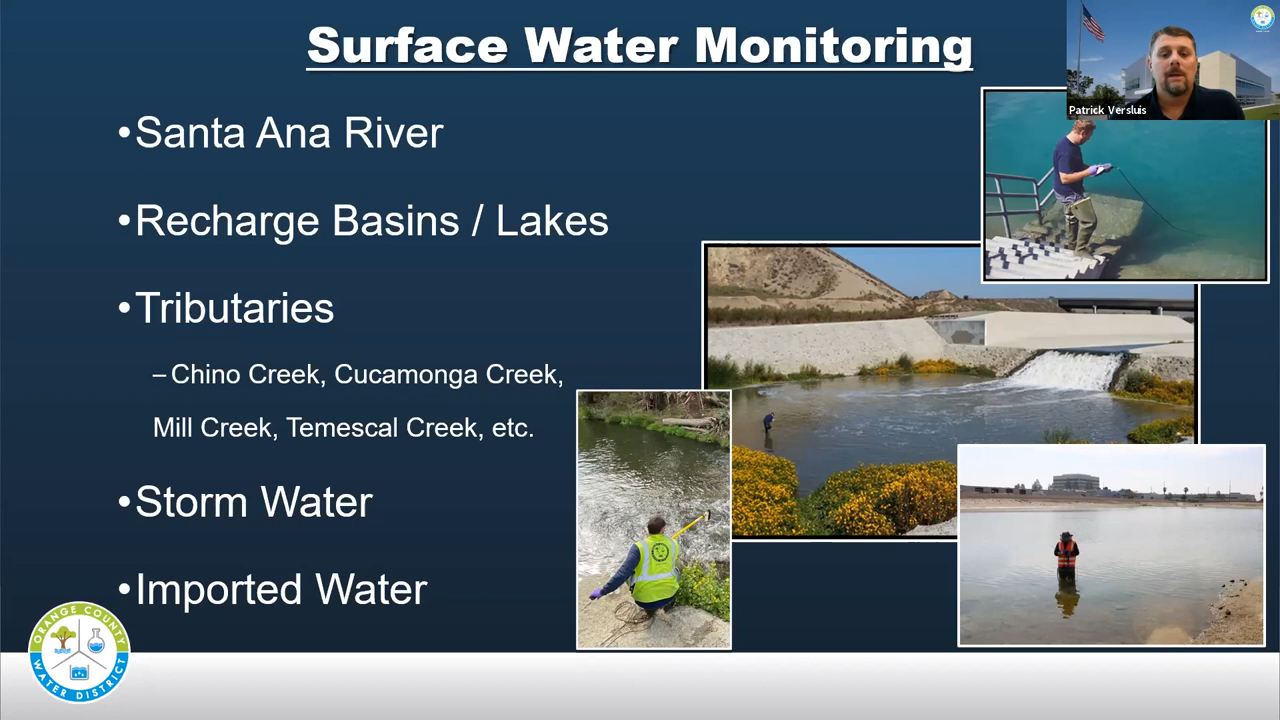 Surface Water Monitoring
Patrick Versluis
•Santa Ana River
•Recharge Basins / Lakes
•Tributaries
–Chino Creek, Cucamonga Creek,
Mill Creek, Temescal Creek, etc.
•Storm Water
•Imported Water
ORANGE COUNTY
WATER DISTRICT